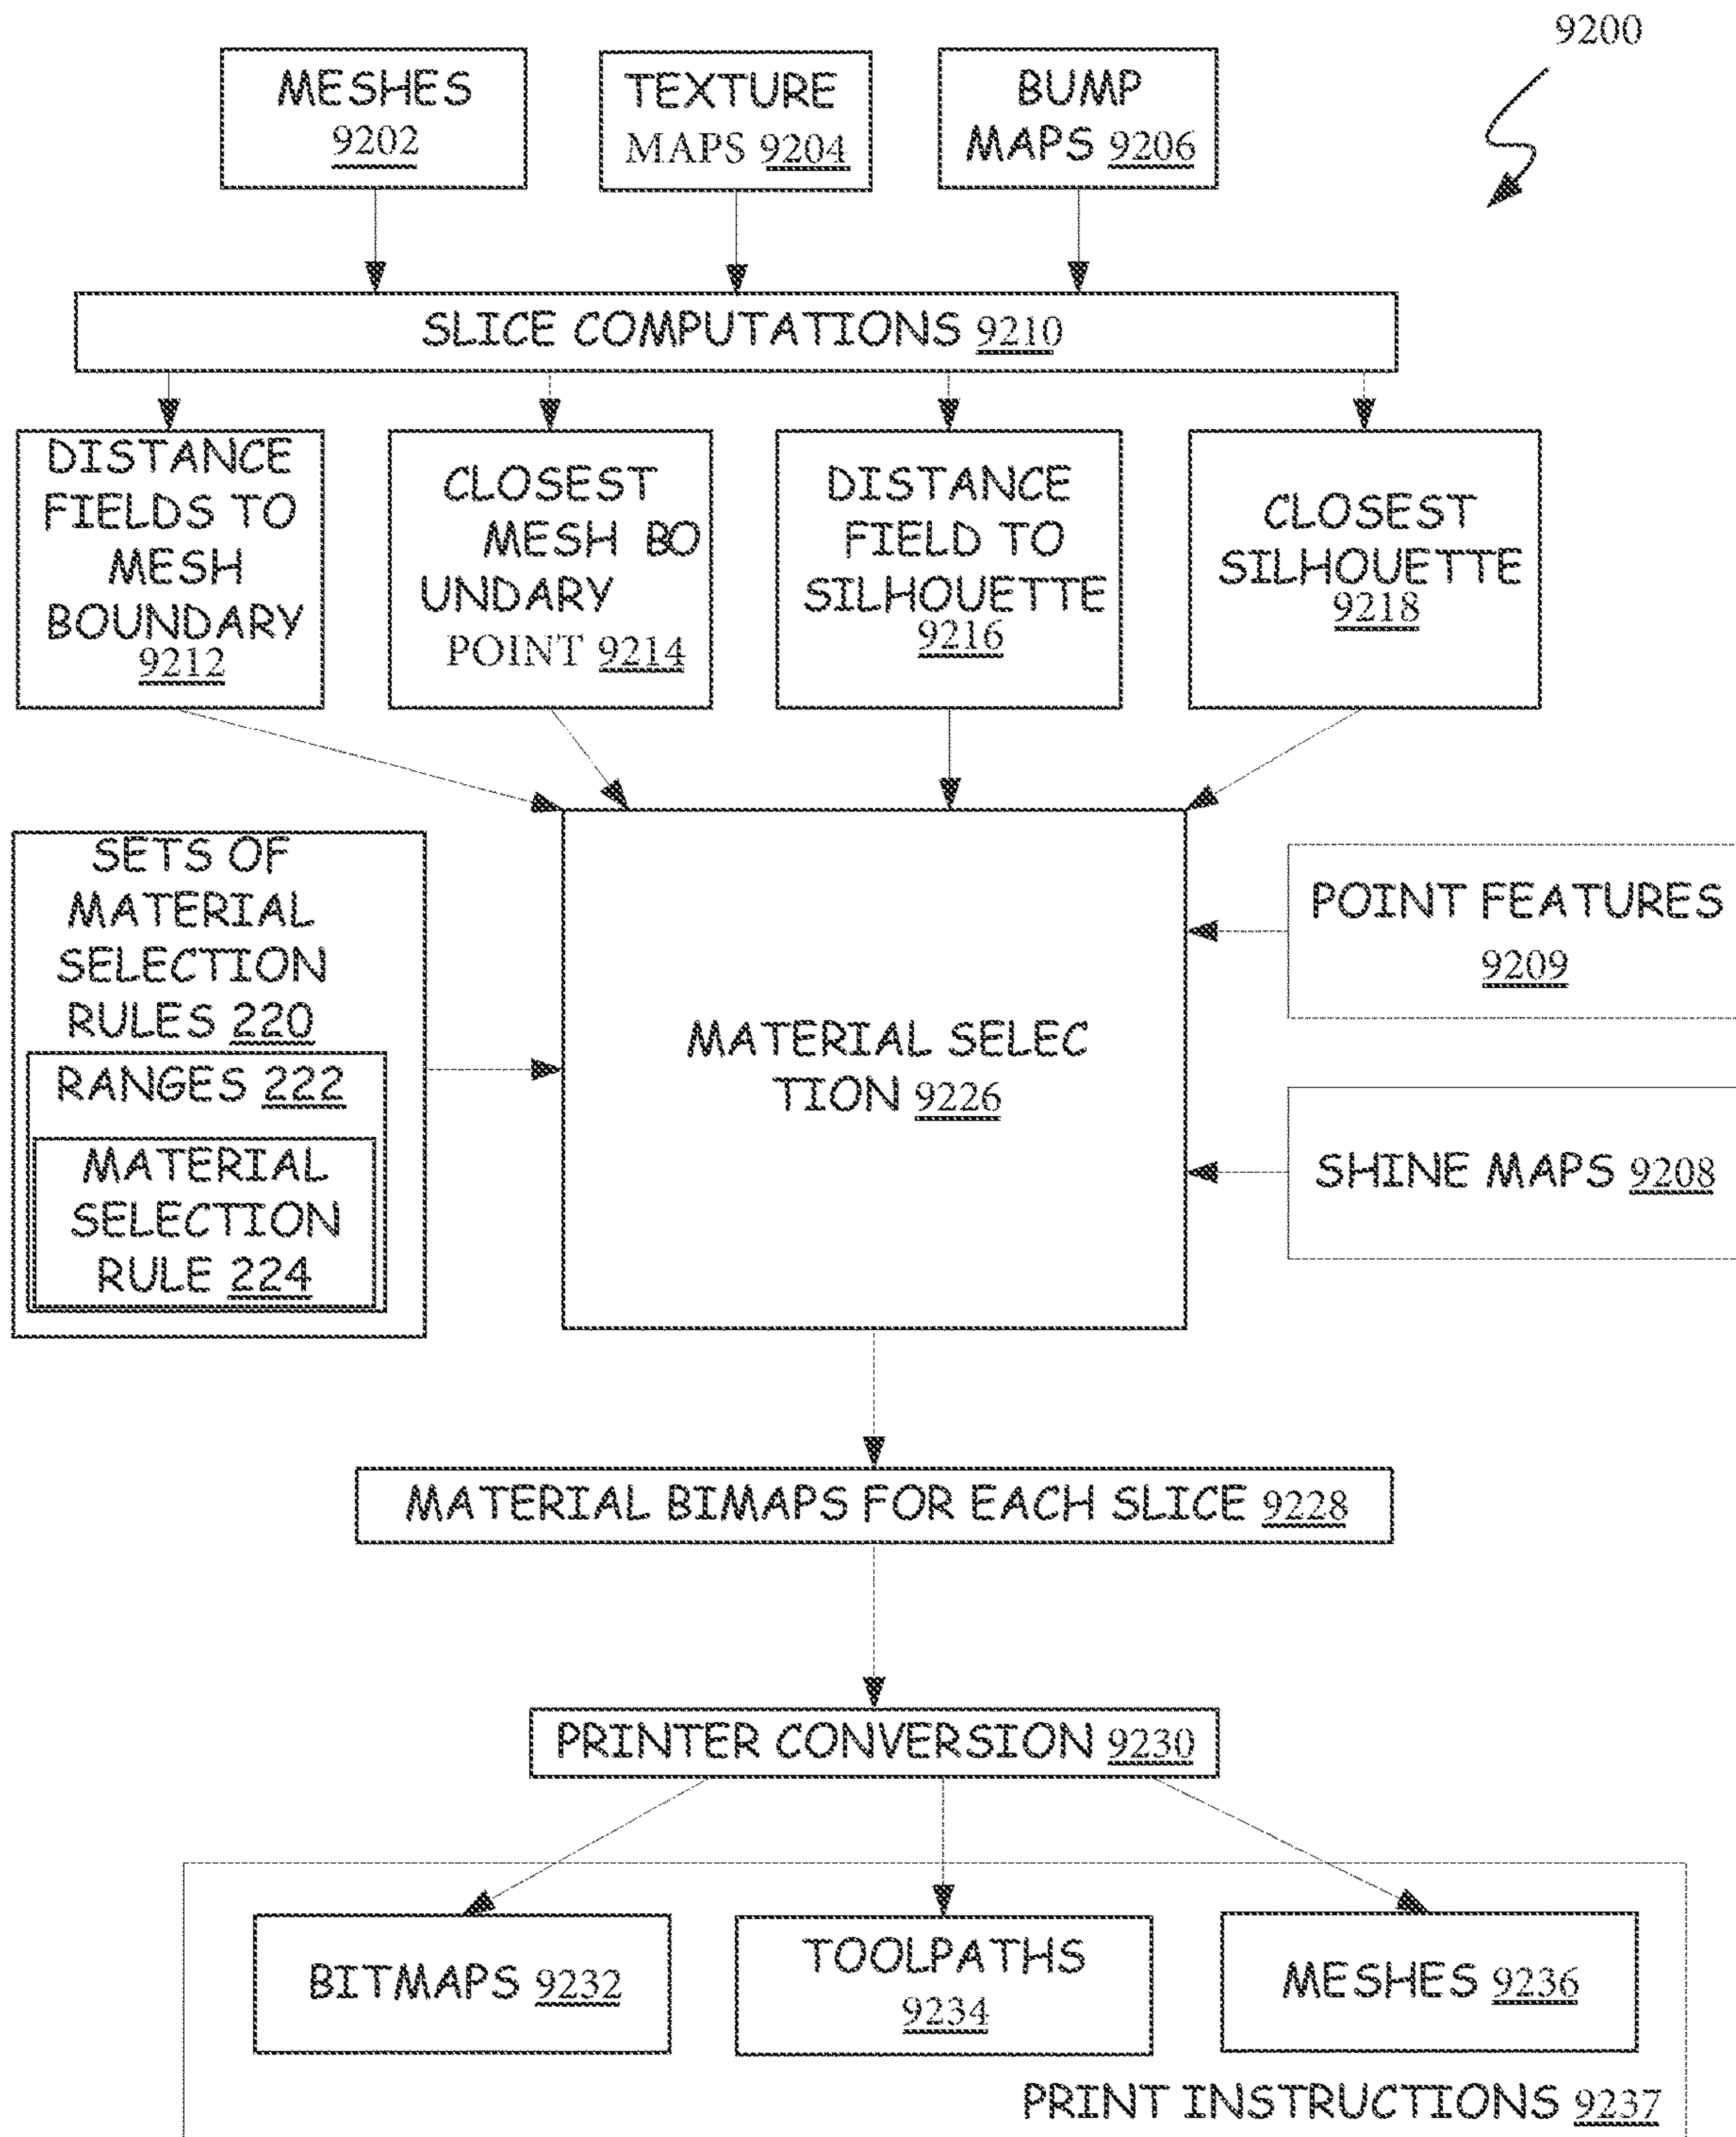 9200
MESHES
9202
TEXTURE
MAPS 9204
BUMP
MAPS 9206
SLICE COMPUTATIONS 9210
DISTANCE
FIELDS TO
MESH
BOUNDARY
9212
CLOSEST
MESH BO
UNDARY
POINT 9214
DISTANCE
FIELD TO
SILHOUETTE
9216
CLOSEST
SILHOUETTE
9218
SETS OF
MATERIAL
SELECTION
RULES 220
RANGES 222
MATERIAL
SELECTION
RULE 224
MATERIAL SELEC
TION 9226
POINT FEATURES
9209
SHINE MAPS 9208
MATERIAL BIMAPS FOR EACH SLICE 9228
PRINTER CONVERSION 9230
BITMAPS 9232
TOOLPATHS
9234
MESHES 9236
PRINT INSTRUCTIONS 9237